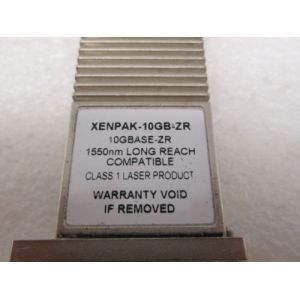 XENPAK-10GB-ZR
10GBASE-ZR
1550nm LONG REACH
COMPATIBLE
CLASS 1 LASER PRODUCT
WARRANTY VOID
IF REMOVED